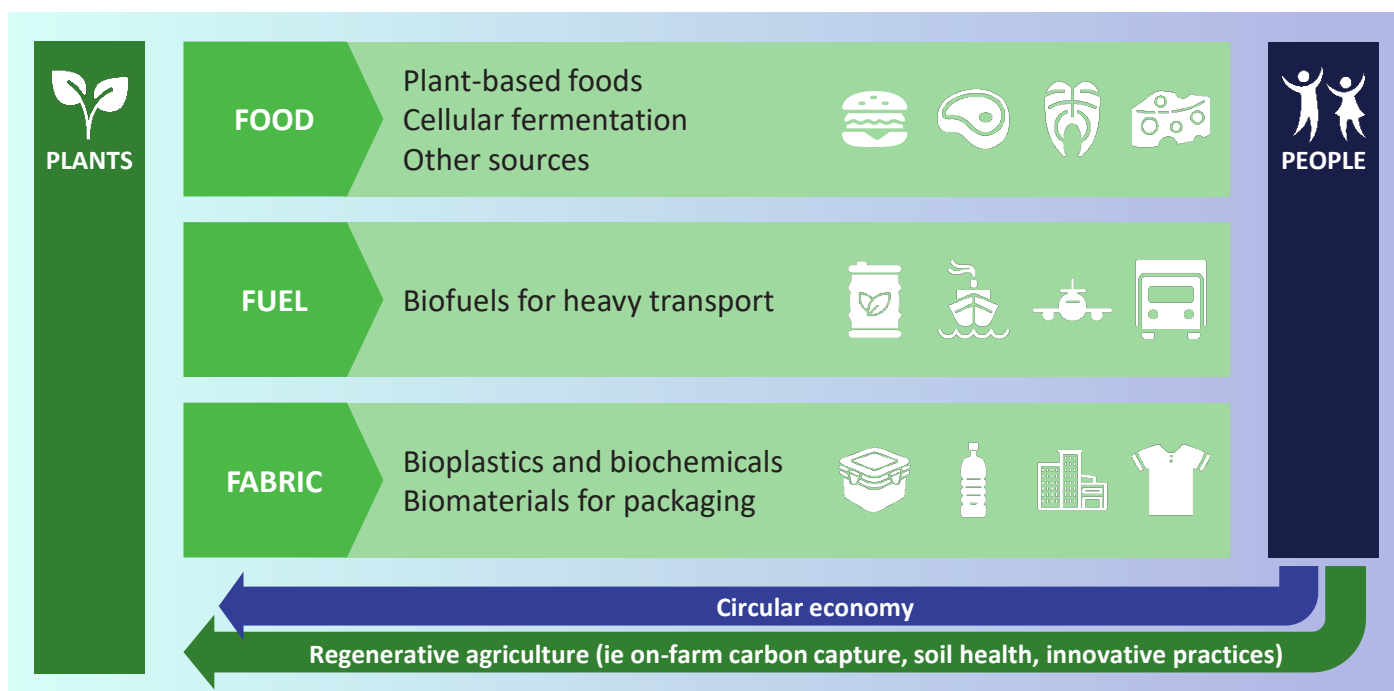 PLANTS
FOOD
Plant-based foods
Cellular fermentation
Other sources
PEOPLE
FUEL
Biofuels for heavy transport
FABRIC
Bioplastics and biochemicals
Biomaterials for packaging
Circular economy
Regenerative agriculture (ie on-farm carbon capture, soil health, innovative practices)